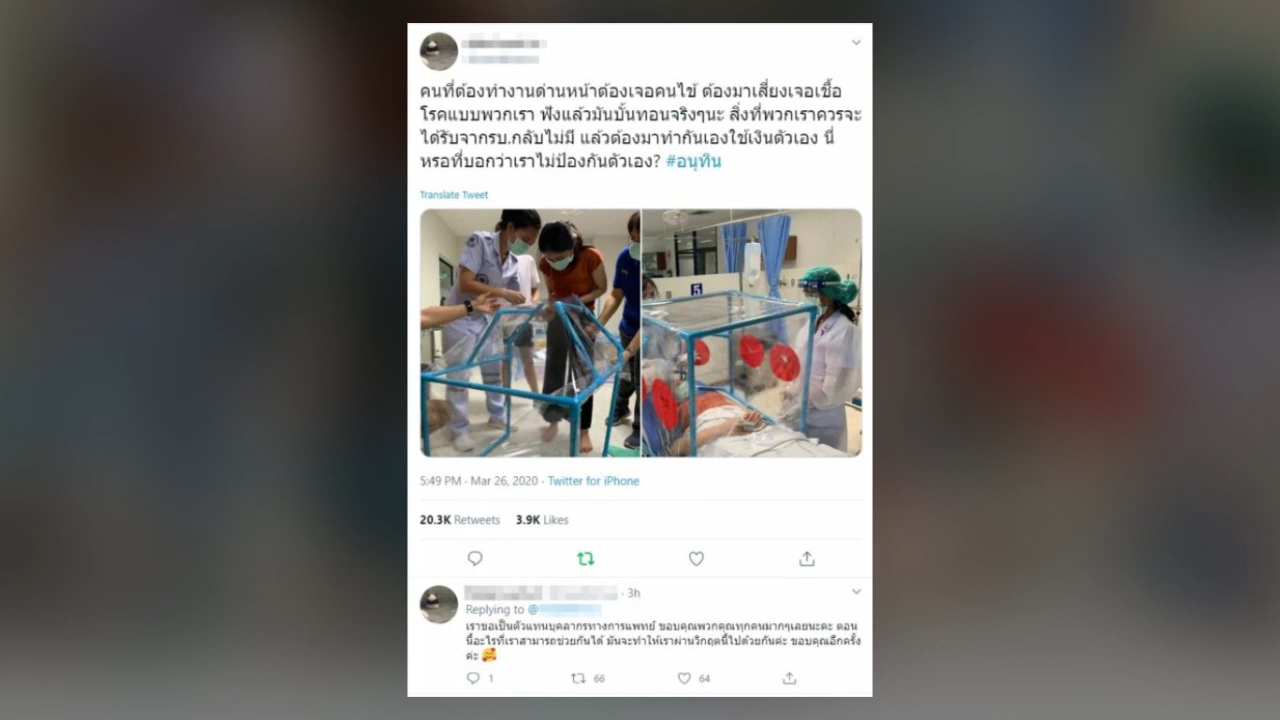 คนที่ต้องทำงานด่านหน้าต้องเจอคนไข้ ต้องมาเสี่ยงเจอเชื้อ
โรคแบบพวกเรา ฟังแล้วมันบั้นทอนจริงๆนะ สิ่งที่พวกเราควรจะ
ได้รับจากรบ.กลับไม่มี แล้วต้องมาทำกันเองใช้เงินตัวเอง นี่
หรอที่บอกว่าเราไม่ป้องกันตัวเอง? #อนุทิน
Translate Tweet
5
5:49 PM · Mar 26, 2020 · Twitter for iPhone
20.3K Retweets 3.9K Likes
· 3h
Replying to @
เราขอเป็นตัวแทนบุคลากรทางการแพทย์ ขอบคุณพวกคุณทุกคนมากๆเลยนะคะ ตอน
นี้อะไรที่เราสามารถช่วยกันได้ มันจะทำให้เราผ่านวิกฤตนี้ไปด้วยกันค่ะ ขอบคุณอีกครั้ง
ค่ะ 🥰
1 66 64